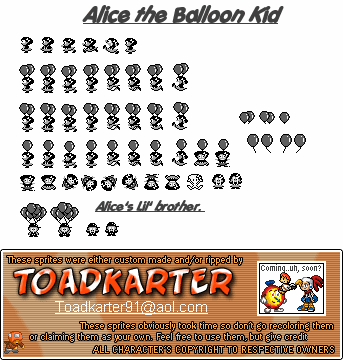 Alice the Balloon Kid
Alice's Lil' brother.
These sprites were either custom made and/or ripped by
TOADKARTER
Coming..uh, soon?
Toadkarter91@aol.com
These sprites obviously took time so don't go recoloring them
or claiming them as your own. Feel free to use them, but give credit
ALL CHARACTER'S COPYRIGHT TO RESPECTIVE OWNERS